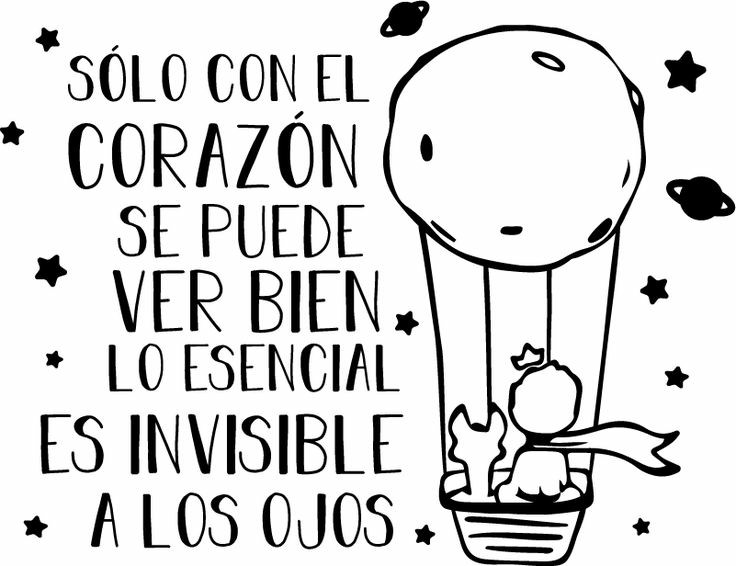 SÓLO CON EL
CORAZÓN
SE PUEDE
VER BIEN
LO ESENCIAL
ES INVISIBLE
A LOS OJOS